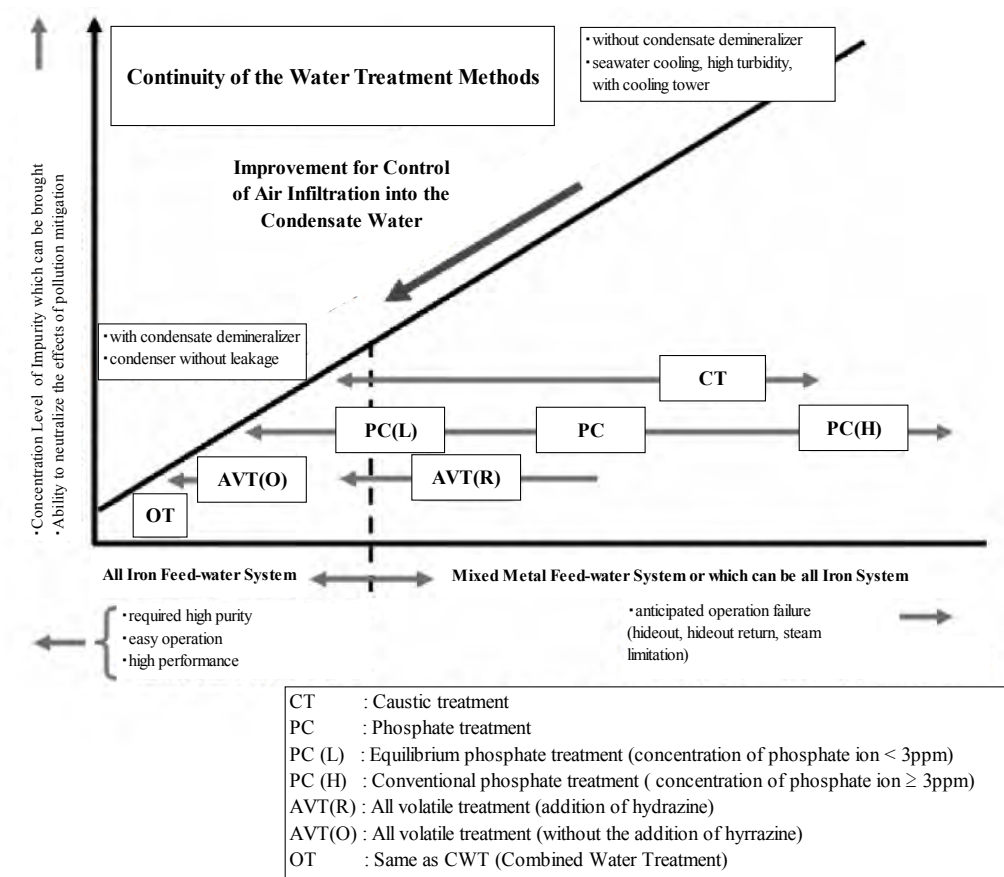 Continuity of the Water Treatment Methods
・without condensate demineralizer
・seawater cooling, high turbidity,
with cooling tower
・Concentration Level of Impurity which can be brought
・Ability to neutralize the effects of pollution mitigation
Improvement for Control
of Air Infiltration into the
Condensate Water
・with condensate demineralizer
・condenser without leakage
CT
PC(L)
PC
PC(H)
AVT(O)
AVT(R)
OT
All Iron Feed-water System
Mixed Metal Feed-water System or which can be all Iron System
・required high purity
・easy operation
・high performance
・anticipated operation failure
(hideout, hideout return, steam
limitation)
CT : Caustic treatment
PC : Phosphate treatment
PC (L) : Equilibrium phosphate treatment (concentration of phosphate ion < 3ppm)
PC (H) : Conventional phosphate treatment ( concentration of phosphate ion ≥ 3ppm)
AVT(R) : All volatile treatment (addition of hydrazine)
AVT(O) : All volatile treatment (without the addition of hyrrazine)
OT : Same as CWT (Combined Water Treatment)